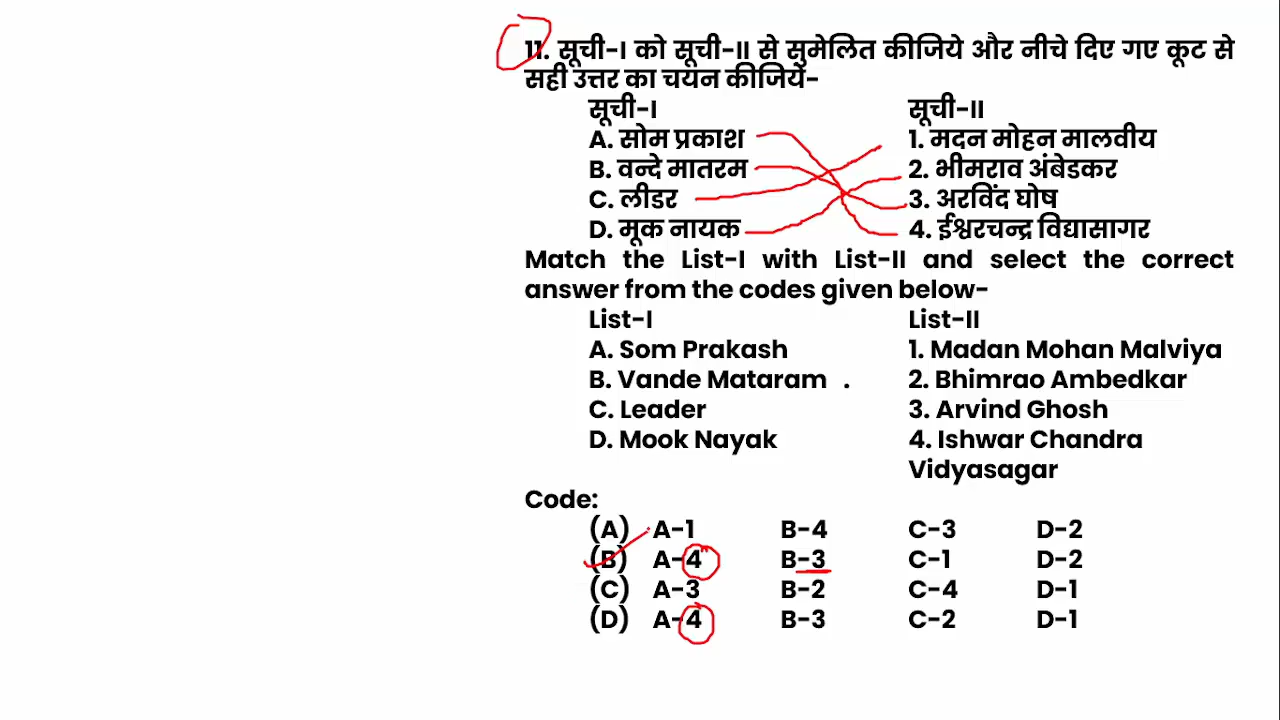 11. सूची-I को सूची-II से सुमेलित कीजिये और नीचे दिए गए कूट से
सही उत्तर का चयन कीजिये-
सूची-I सूची-II
A. सोम प्रकाश 1. मदन मोहन मालवीय
B. वन्दे मातरम 2. भीमराव अंबेडकर
C. लीडर 3. अरविंद घोष
D. मूक नायक 4. ईश्वरचन्द्र विद्यासागर
Match the List-I with List-II and select the correct
answer from the codes given below-
List-I List-II
A. Som Prakash 1. Madan Mohan Malviya
B. Vande Mataram . 2. Bhimrao Ambedkar
C. Leader 3. Arvind Ghosh
D. Mook Nayak 4. Ishwar Chandra
Vidyasagar
Code:
(A) A-1 B-4 C-3 D-2
(B) A-4 B-3 C-1 D-2
(C) A-3 B-2 C-4 D-1
(D) A-4 B-3 C-2 D-1